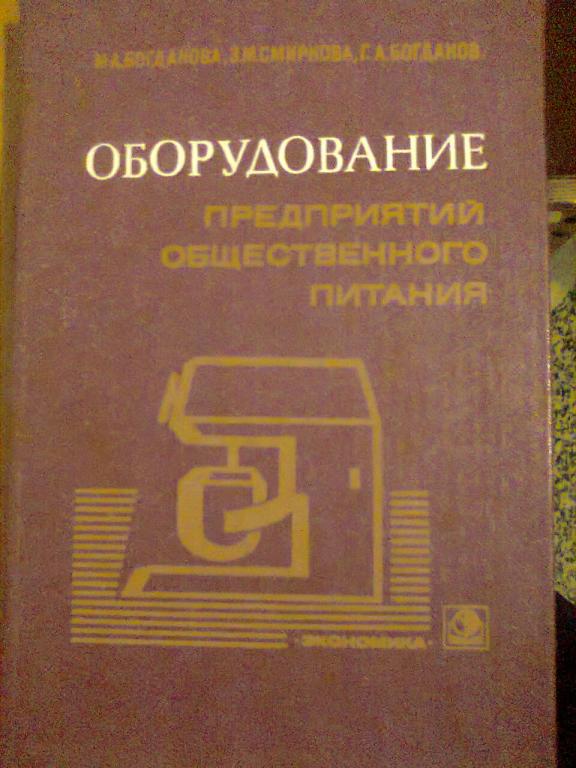 М.А.БОГДАНОВА, З.М.СМИРНОВА, Г.А.БОГДАНОВ
ОБОРУДОВАНИЕ
ПРЕДПРИЯТИЙ
ОБЩЕСТВЕННОГО
ПИТАНИЯ
·ЭКОНОМИКА·